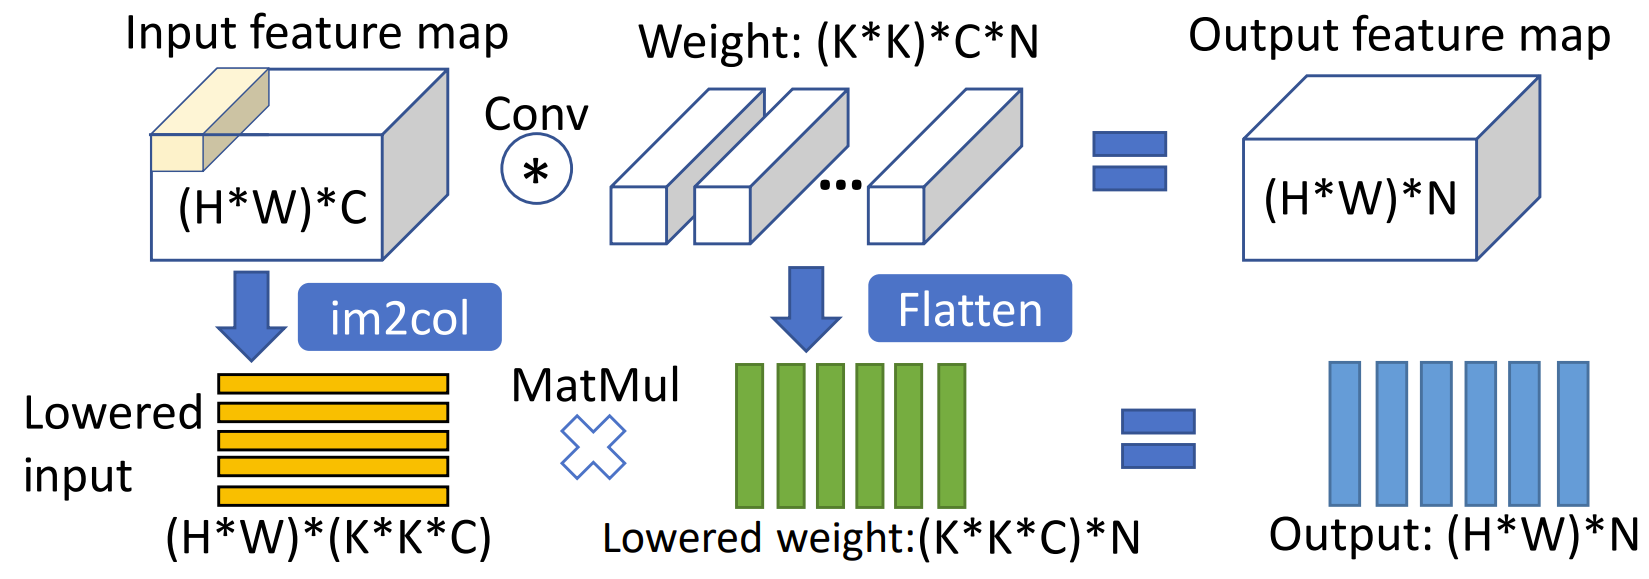 Input feature map
Weight: (K*K)*C*N
Output feature map
Conv
*
(H*W)*C
...
(H*W)*N
im2col
Flatten
Lowered
input
MatMul
(H*W)*(K*K*C)
Lowered weight:(K*K*C)*N
Output: (H*W)*N